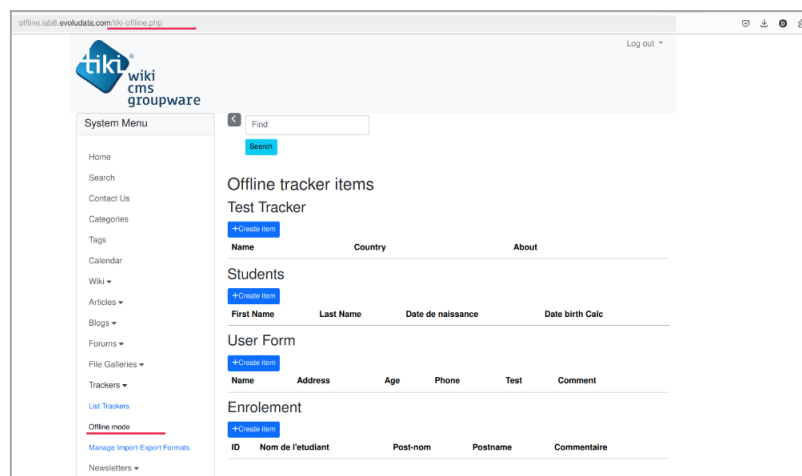 offline.lab8.evoludata.com/tiki-offline.php
Log out
tiki
wiki
cms
groupware
System Menu
Home
Search
Contact Us
Categories
Tags
Calendar
Wiki
Articles
Blogs
Forums
File Galleries
Trackers
List Trackers
Offline mode
Manage Import-Export Formats
Newsletters
Find
Search
Offline tracker items
Test Tracker
+Create item
Name Country About
Students
+Create item
First Name Last Name Date de naissance Date birth Calc
User Form
+Create item
Name Address Age Phone Test Comment
Enrolement
+Create item
ID Nom de l'etudiant Post-nom Postname Commentaire